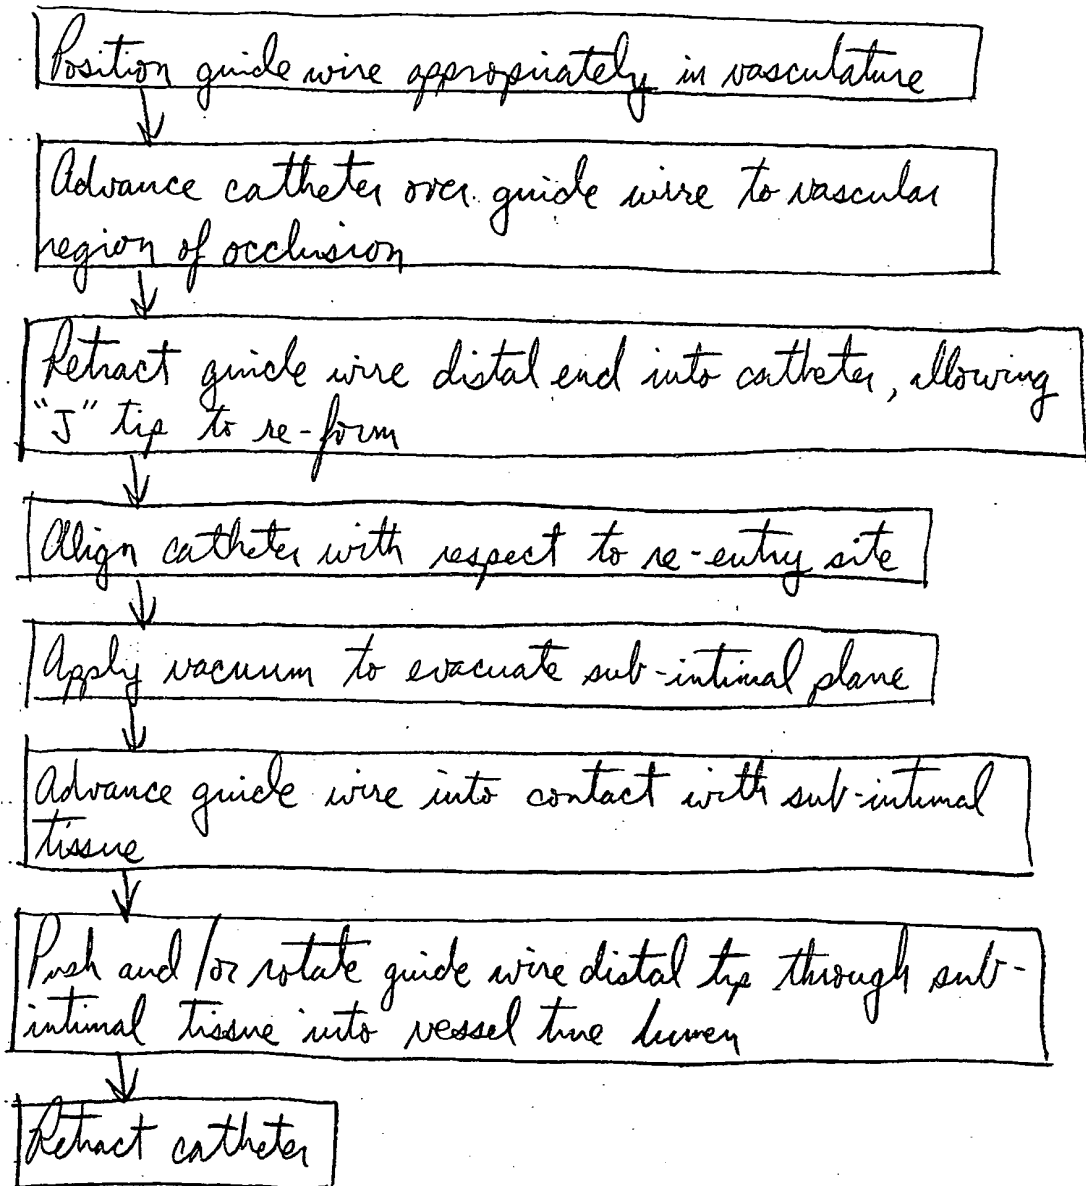 Position guide wire appropriately in vasculature
Advance catheter over guide wire to vascular
region of occlusion
Retract guide wire distal end into catheter, allowing
"J" tip to re-form
Align catheter with respect to re-entry site
Apply vacuum to evacuate sub-intimal plane
Advance guide wire into contact with sub-intimal
tissue
Push and/or rotate guide wire distal tip through sub-
intimal tissue into vessel true lumen
Retract catheter